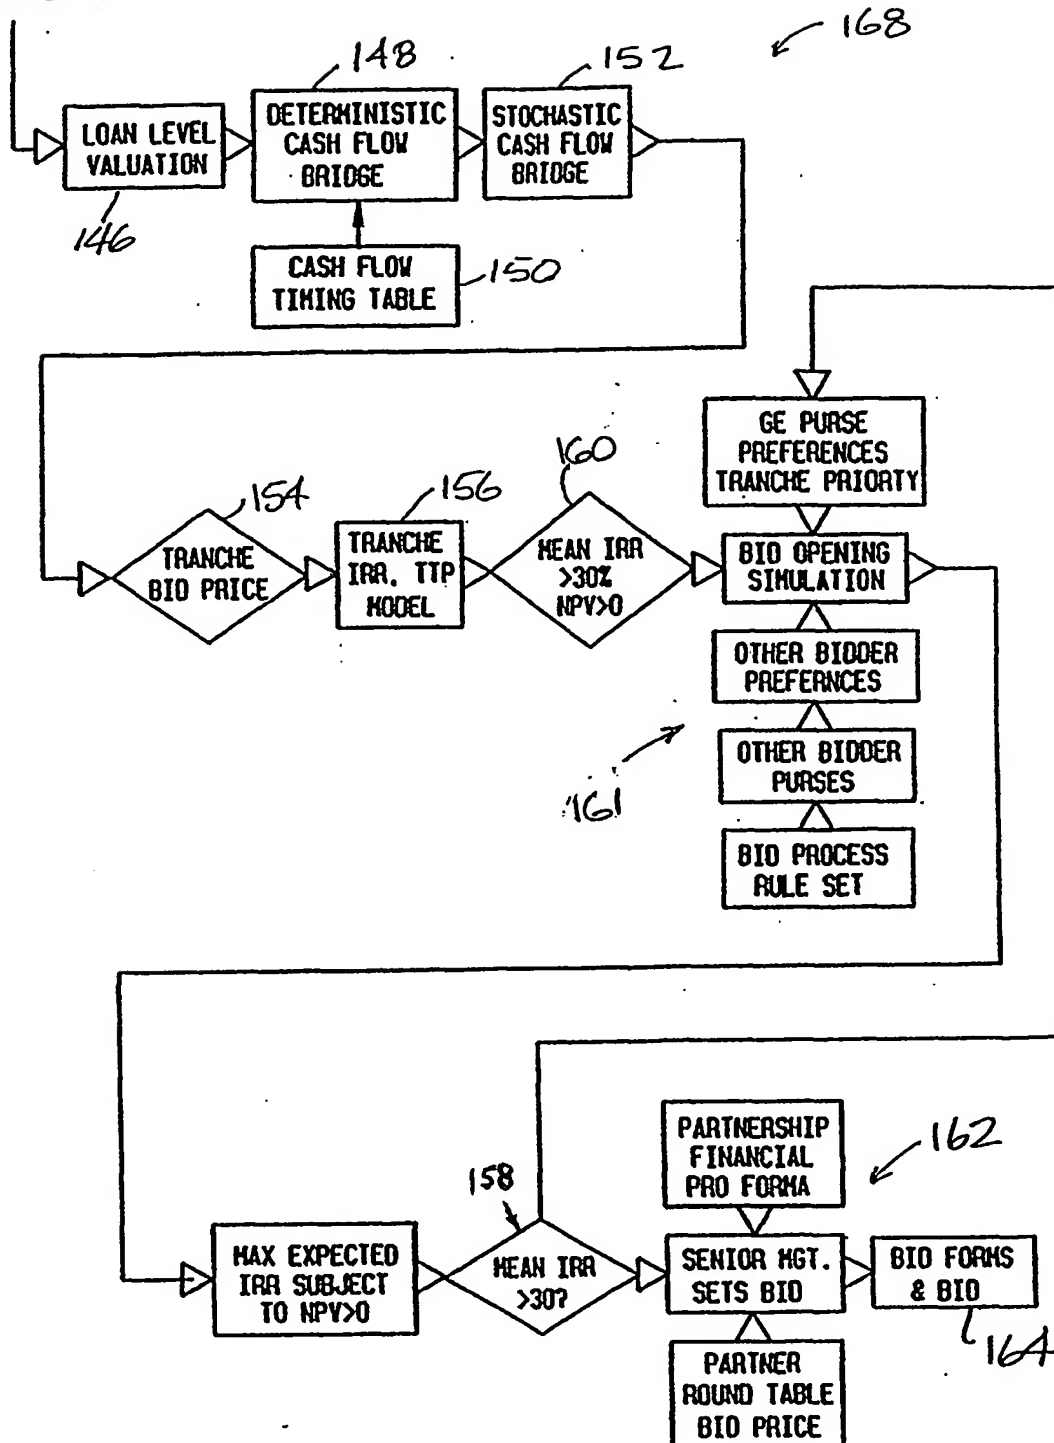 168
148
152
LOAN LEVEL
VALUATION
DETERMINISTIC
CASH FLOW
BRIDGE
STOCHASTIC
CASH FLOW
BRIDGE
146
CASH FLOW
TIMING TABLE
150
GE PURSE
PREFERENCES
TRANCHE PRIORTY
154
156
160
TRANCHE
BID PRICE
TRANCHE
IRR. TTP
MODEL
MEAN IRR
>30%
NPV>0
BID OPENING
SIMULATION
OTHER BIDDER
PREFERNCES
OTHER BIDDER
PURSES
161
BID PROCESS
RULE SET
PARTNERSHIP
FINANCIAL
PRO FORMA
162
158
MAX EXPECTED
IRR SUBJECT
TO NPV>0
MEAN IRR
>30?
SENIOR MGT.
SETS BID
BID FORMS
& BID
164
PARTNER
ROUND TABLE
BID PRICE